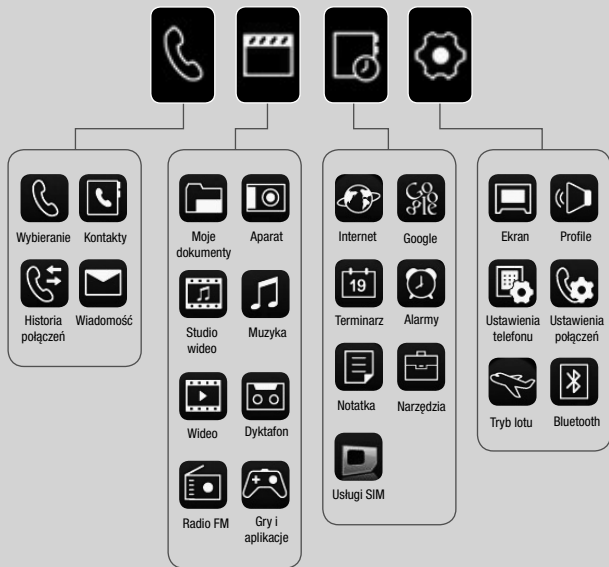 Wybieranie Kontakty
Historia połączeń Wiadomość
Moje dokumenty Aparat
Studio wideo Muzyka
Wideo Dyktafon
Radio FM Gry i aplikacje
Internet Google
Google
19
Terminarz Alarmy
Notatka Narzędzia
Usługi SIM
Ekran Profile
Ustawienia telefonu Ustawienia połączeń
Tryb lotu Bluetooth